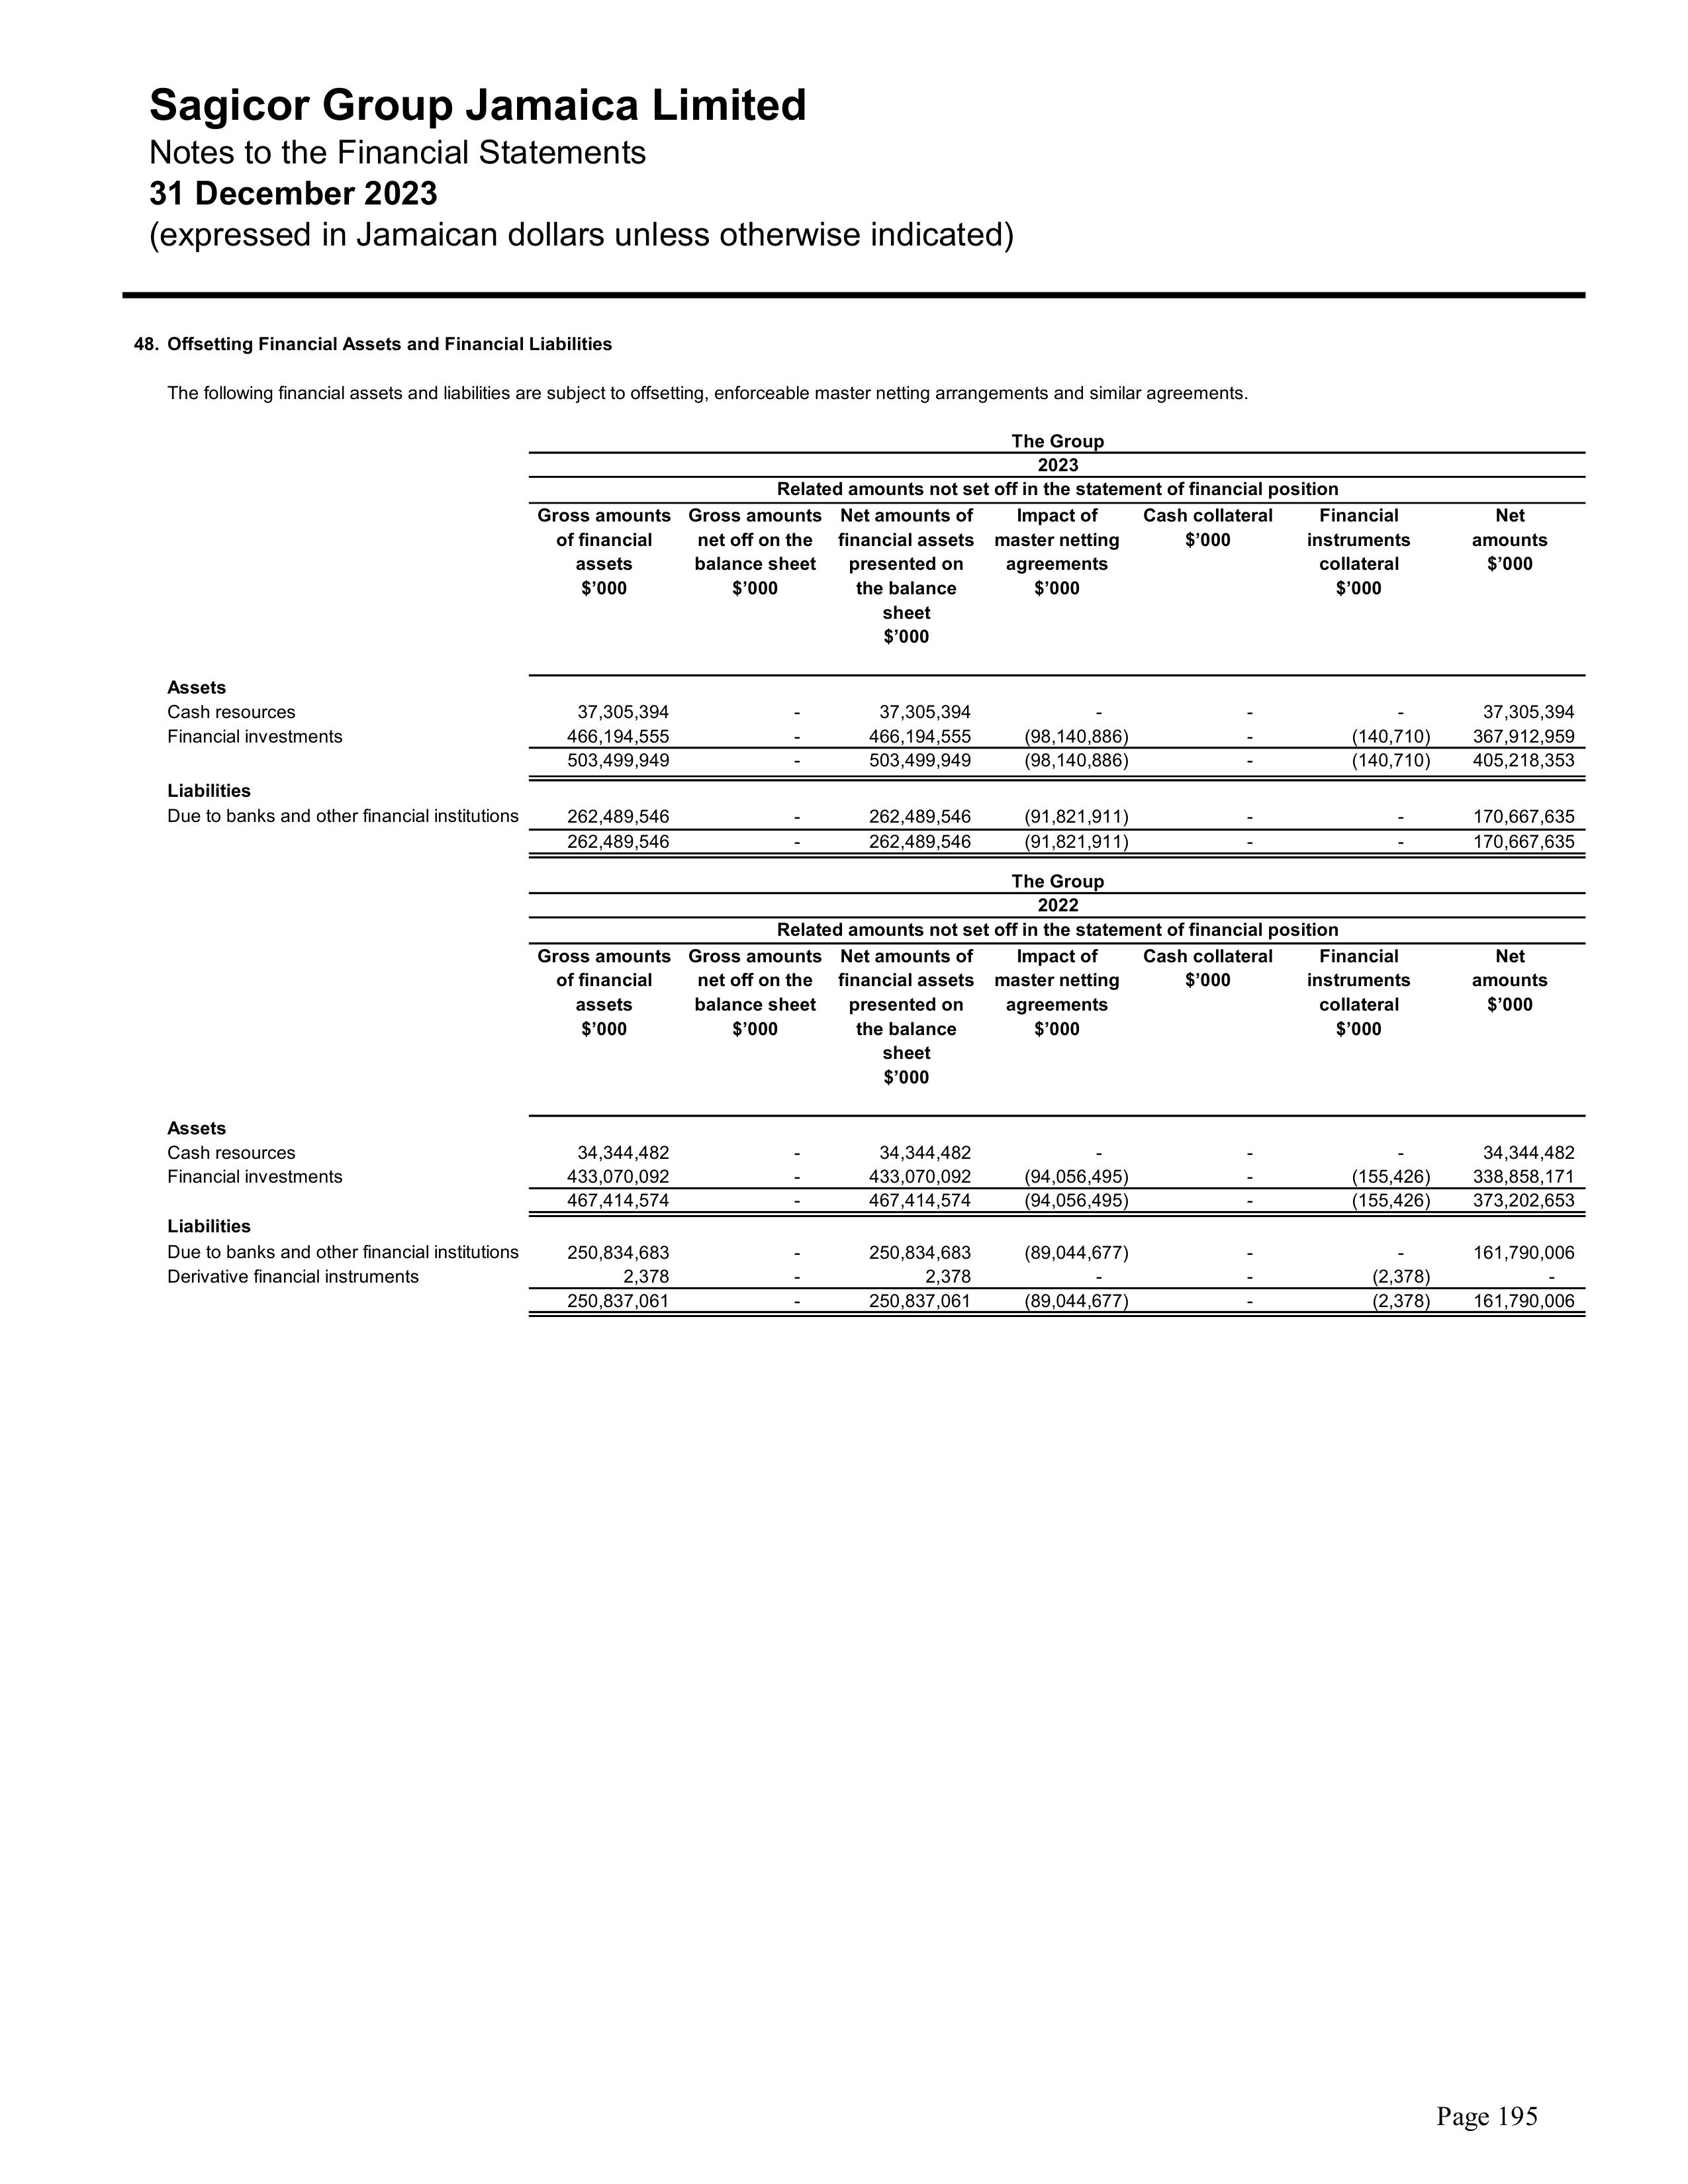 Sagicor Group Jamaica Limited
Notes to the Financial Statements
31 December 2023
(expressed in Jamaican dollars unless otherwise indicated)
48. Offsetting Financial Assets and Financial Liabilities
The following financial assets and liabilities are subject to offsetting, enforceable master netting arrangements and similar agreements.
The Group
2023
Related amounts not set off in the statement of financial position
Gross amounts Gross amounts Net amounts of Impact of Cash collateral Financial Net
of financial net off on the financial assets master netting $’000 instruments amounts
assets balance sheet presented on agreements collateral $’000
$’000 $’000 the balance $’000 $’000
sheet
$’000
Assets
Cash resources 37,305,394 - 37,305,394 - - - 37,305,394
Financial investments 466,194,555 - 466,194,555 (98,140,886) - (140,710) 367,912,959
503,499,949 - 503,499,949 (98,140,886) - (140,710) 405,218,353
Liabilities
Due to banks and other financial institutions 262,489,546 - 262,489,546 (91,821,911) - - 170,667,635
262,489,546 - 262,489,546 (91,821,911) - - 170,667,635
The Group
2022
Related amounts not set off in the statement of financial position
Gross amounts Gross amounts Net amounts of Impact of Cash collateral Financial Net
of financial net off on the financial assets master netting $’000 instruments amounts
assets balance sheet presented on agreements collateral $’000
$’000 $’000 the balance $’000 $’000
sheet
$’000
Assets
Cash resources 34,344,482 - 34,344,482 - - - 34,344,482
Financial investments 433,070,092 - 433,070,092 (94,056,495) - (155,426) 338,858,171
467,414,574 - 467,414,574 (94,056,495) - (155,426) 373,202,653
Liabilities
Due to banks and other financial institutions 250,834,683 - 250,834,683 (89,044,677) - - 161,790,006
Derivative financial instruments 2,378 - 2,378 - - (2,378) -
250,837,061 - 250,837,061 (89,044,677) - (2,378) 161,790,006
Page 195